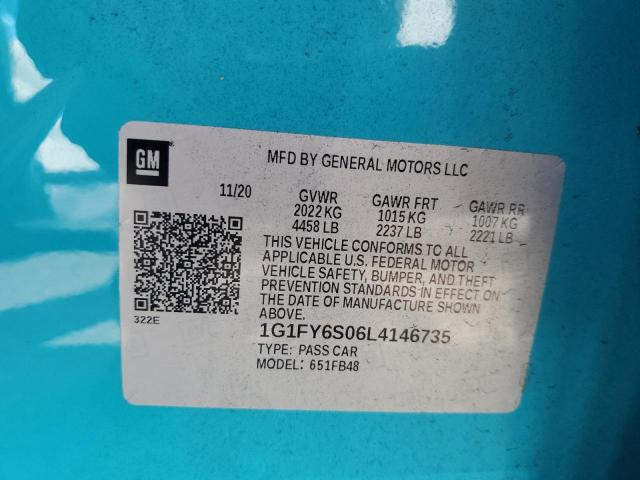 GM
MFD BY GENERAL MOTORS LLC
11/20 GVWR GAWR FRT GAWR RR
2022 KG 1015 KG 1007 KG
4458 LB 2237 LB 2221 LB
THIS VEHICLE CONFORMS TO ALL
APPLICABLE U.S. FEDERAL MOTOR
VEHICLE SAFETY, BUMPER, AND THEFT
PREVENTION STANDARDS IN EFFECT ON
THE DATE OF MANUFACTURE SHOWN
ABOVE.
322E
1G1FY6S06L4146735
TYPE: PASS CAR
MODEL: 651FB48